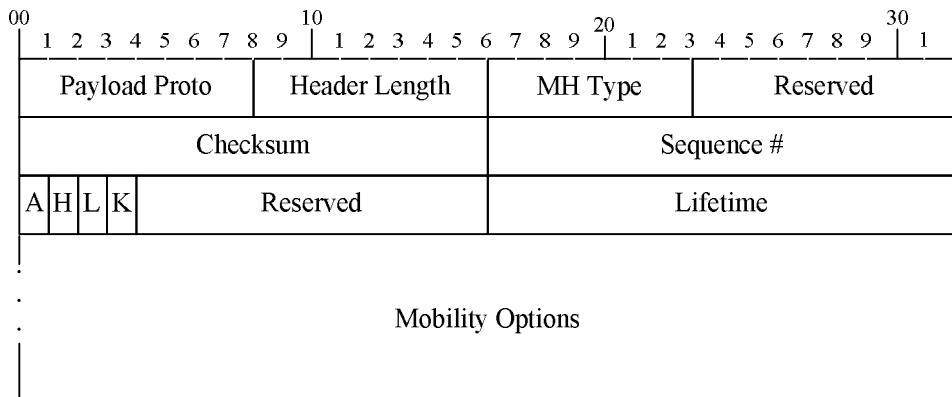 00 10 20 30
1 2 3 4 5 6 7 8 9 1 2 3 4 5 6 7 8 9 1 2 3 4 5 6 7 8 9 1
Payload Proto Header Length MH Type Reserved
Checksum Sequence #
A H L K Reserved Lifetime
Mobility Options